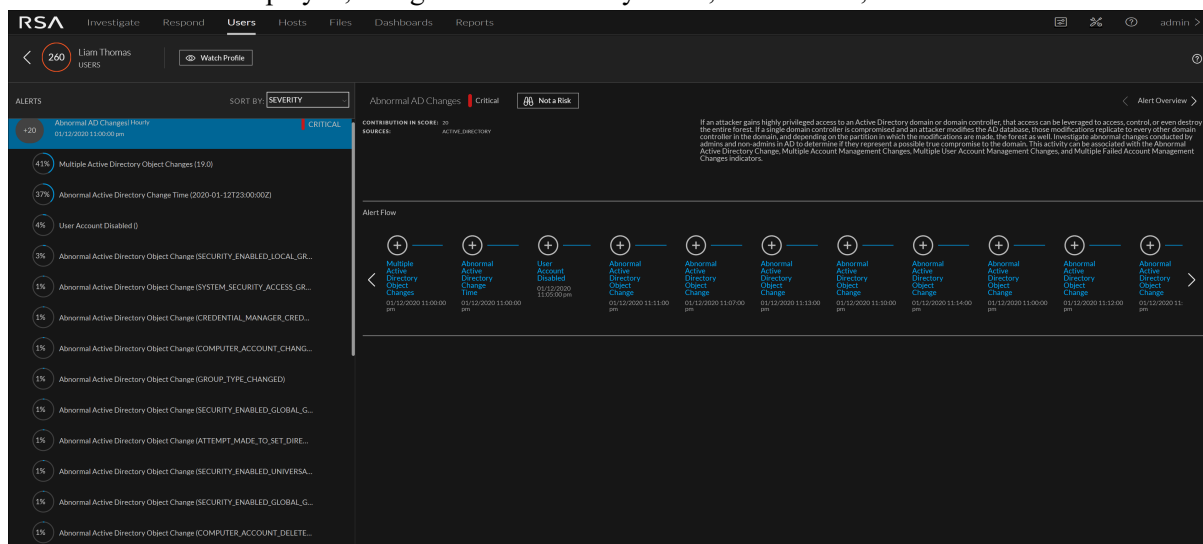 RSA Investigate Respond Users Hosts Files Dashboards Reports admin
260 Liam Thomas
USERS
Watch Profile
ALERTS SORT BY: SEVERITY
+20 Abnormal AD Changes| Hourly CRITICAL
01/12/2020 11:00:00 pm
41% Multiple Active Directory Object Changes (19.0)
37% Abnormal Active Directory Change Time (2020-01-12T23:00:00Z)
4% User Account Disabled ()
3% Abnormal Active Directory Object Change (SECURITY_ENABLED_LOCAL_GR...
1% Abnormal Active Directory Object Change (SYSTEM_SECURITY_ACCESS_GR...
1% Abnormal Active Directory Object Change (CREDENTIAL_MANAGER_CRED...
1% Abnormal Active Directory Object Change (COMPUTER_ACCOUNT_CHANG...
1% Abnormal Active Directory Object Change (GROUP_TYPE_CHANGED)
1% Abnormal Active Directory Object Change (SECURITY_ENABLED_GLOBAL_G...
1% Abnormal Active Directory Object Change (ATTEMPT_MADE_TO_SET_DIRE...
1% Abnormal Active Directory Object Change (SECURITY_ENABLED_UNIVERSA...
1% Abnormal Active Directory Object Change (SECURITY_ENABLED_GLOBAL_G...
1% Abnormal Active Directory Object Change (COMPUTER_ACCOUNT_DELETE...
Abnormal AD Changes Critical Not a Risk Alert Overview
CONTRIBUTION IN SCORE: 20
SOURCES: ACTIVE_DIRECTORY
If an attacker gains highly privileged access to an Active Directory domain or domain controller, that access can be leveraged to access, control, or even destroy
the entire forest. If a single domain controller is compromised and an attacker modifies the AD database, those modifications replicate to every other domain
controller in the domain, and depending on the partition in which the modifications are made, the forest as well. Investigate abnormal changes conducted by
admins and non-admins in AD to determine if they represent a possible true compromise to the domain. This activity can be associated with the Abnormal
Active Directory Change, Multiple Account Management Changes, Multiple User Account Management Changes, and Multiple Failed Account Management
Changes indicators.
Alert Flow
Multiple
Active
Directory
Object
Changes
01/12/2020 11:00:00
pm
Abnormal
Active
Directory
Change
Time
01/12/2020 11:00:00
pm
User
Account
Disabled
01/12/2020
11:05:00 pm
Abnormal
Active
Directory
Object
Change
01/12/2020 11:11:00
pm
Abnormal
Active
Directory
Object
Change
01/12/2020 11:07:00
pm
Abnormal
Active
Directory
Object
Change
01/12/2020 11:13:00
pm
Abnormal
Active
Directory
Object
Change
01/12/2020 11:10:00
pm
Abnormal
Active
Directory
Object
Change
01/12/2020 11:14:00
pm
Abnormal
Active
Directory
Object
Change
01/12/2020 11:00:00
pm
Abnormal
Active
Directory
Object
Change
01/12/2020 11:12:00
pm
Abnormal
Active
Directory
Object
Change
01/12/2020 11:
pm